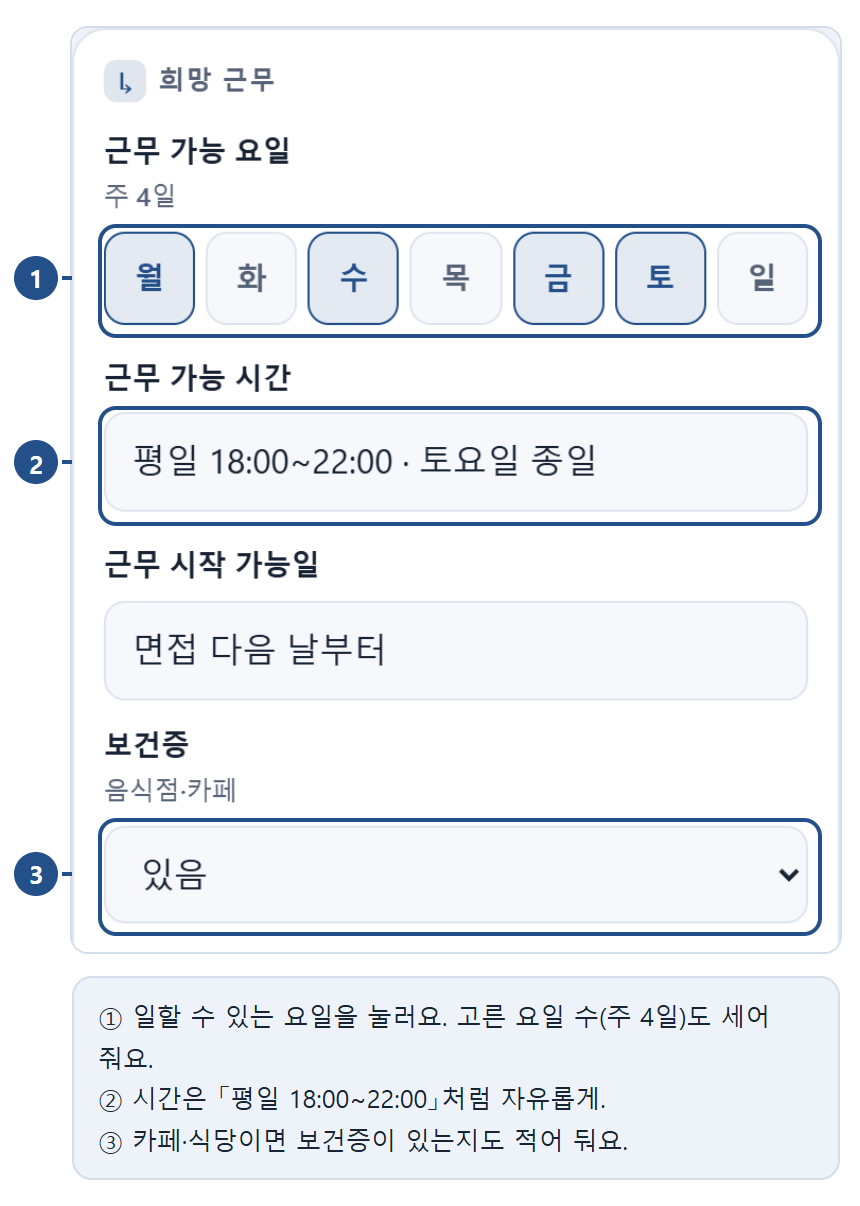 희망 근무
근무 가능 요일
주 4일
1
월 화 수 목 금 토 일
근무 가능 시간
2
평일 18:00~22:00 · 토요일 종일
근무 시작 가능일
면접 다음 날부터
보건증
음식점·카페
3
있음
① 일할 수 있는 요일을 눌러요. 고른 요일 수(주 4일)도 세어
줘요.
② 시간은 「평일 18:00~22:00」처럼 자유롭게.
③ 카페·식당이면 보건증이 있는지도 적어 둬요.